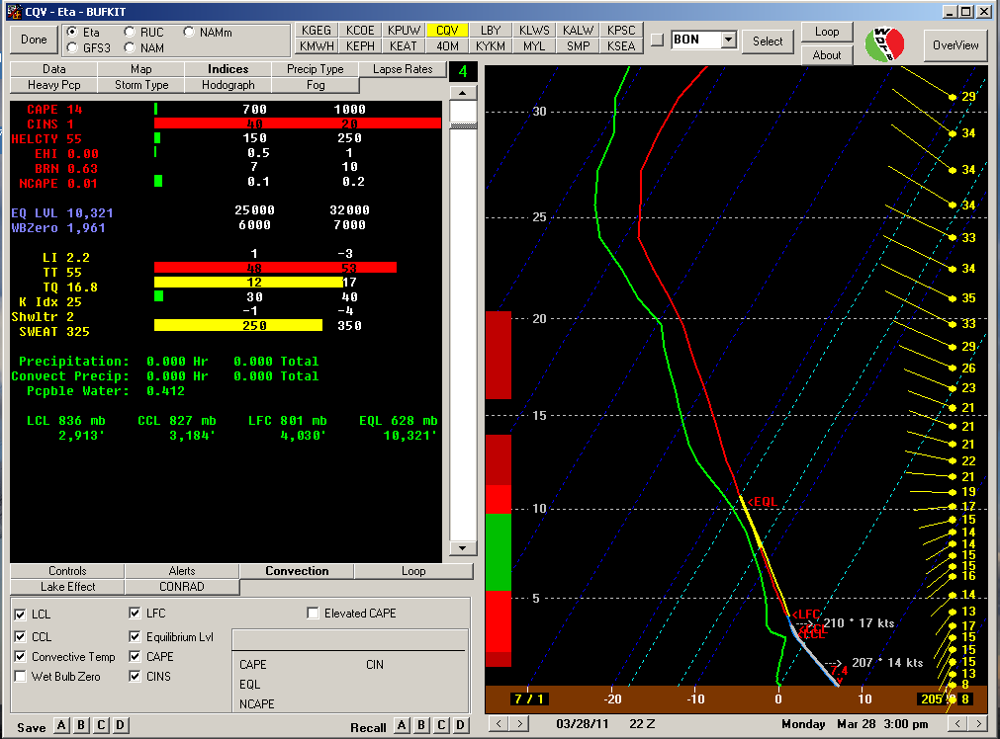 CQV - Eta - BUFKIT
Done Eta RUC NAMm GFS3 NAM
KGEG KCOE KPUW CQV LBY KLWS KALW KPSC
KMWH KEPH KEAT 4OM KYKM MYL SMP KSEA
BON Select Loop About OverView
Data Map Indices Precip Type Lapse Rates 4
Heavy Pcp Storm Type Hodograph Fog
CAPE 14 700 1000
CINS 1 40 20
HELCTY 55 150 250
EHI 0.00 0.5 1
BRN 0.63 7 10
NCAPE 0.01 0.1 0.2
EQ LVL 10,321 25000 32000
WBZero 1,961 6000 7000
LI 2.2 1 -3
TT 55 48 53
TQ 16.8 12 17
K Idx 25 30 40
Shwltr 2 -1 -4
SWEAT 325 250 350
Precipitation: 0.000 Hr 0.000 Total
Convect Precip: 0.000 Hr 0.000 Total
Pcpble Water: 0.412
LCL 836 mb CCL 827 mb LFC 801 mb EQL 628 mb
2,913' 3,184' 4,030' 10,321'
Controls Alerts Convection Loop
Lake Effect CONRAD
LCL LFC Elevated CAPE
CCL Equilibrium Lvl
Convective Temp CAPE
Wet Bulb Zero CINS
CAPE CIN
EQL
NCAPE
Save A B C D Recall A B C D
30
25
20
15
10
5
<EQL
<LFC
210 * 17 kts
207 * 14 kts
7.4
29
34
34
34
33
34
35
33
29
26
23
21
21
21
22
21
19
17
15
14
14
15
15
16
14
13
17
15
15
15
13
8
7 / 1 -20 -10 0 10 205 * 8
< > 03/28/11 22 Z Monday Mar 28 3:00 pm < >